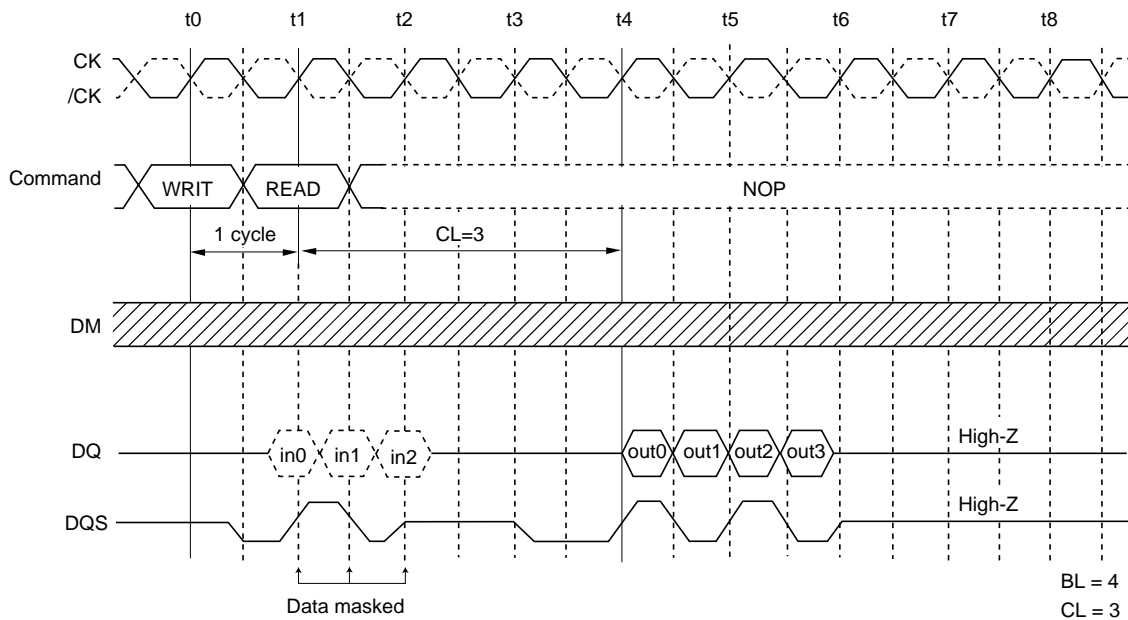 t0 t1 t2 t3 t4 t5 t6 t7 t8
CK
/CK
Command WRIT READ NOP
1 cycle CL=3
DM
DQ in0 in1 in2 out0 out1 out2 out3 High-Z
DQS High-Z
Data masked
BL = 4
CL = 3